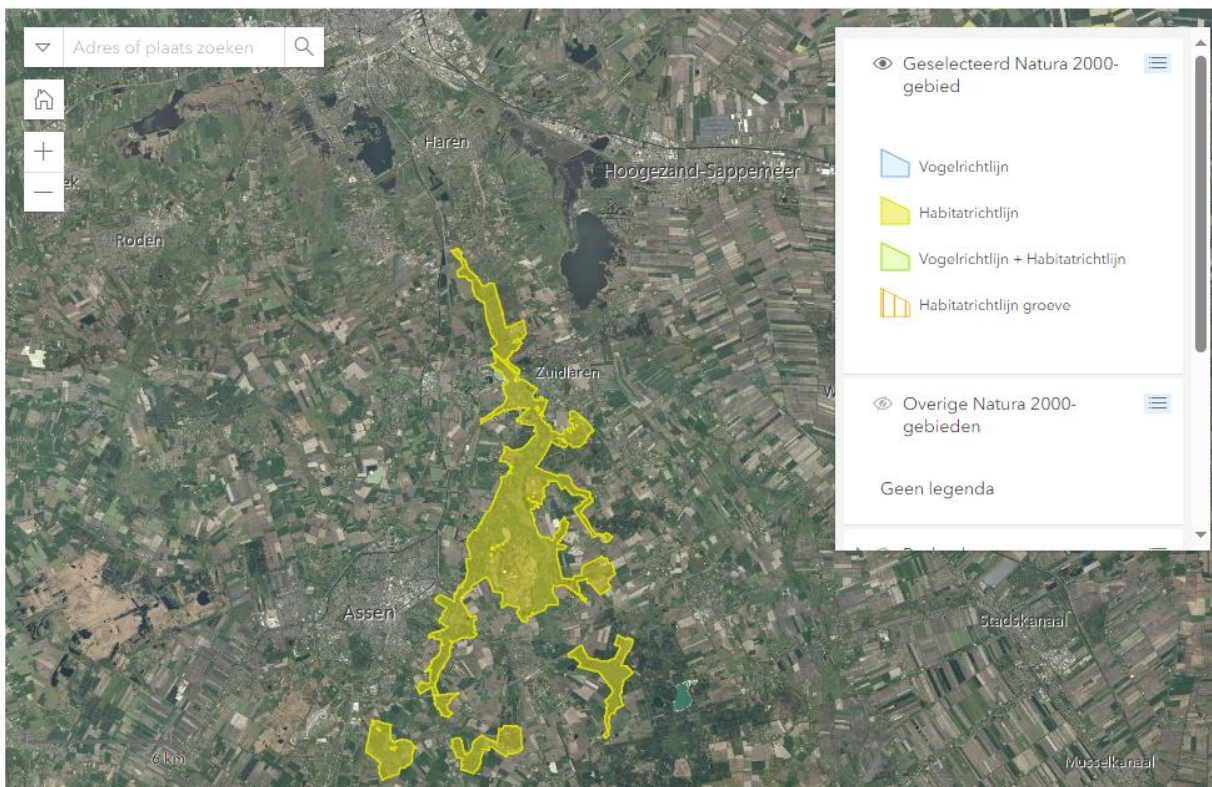 Adres of plaats zoeken
Geselecteerd Natura 2000-
gebied
Vogelrichtlijn
Habitatrichtlijn
Vogelrichtlijn + Habitatrichtlijn
Habitatrichtlijn groeve
Overige Natura 2000-
gebieden
Geen legenda
Haren
Hoogezand-Sappemeer
ek
Roden
Zuidlaren
W
Assen
Stadskanaal
6 km
Musselkanaal